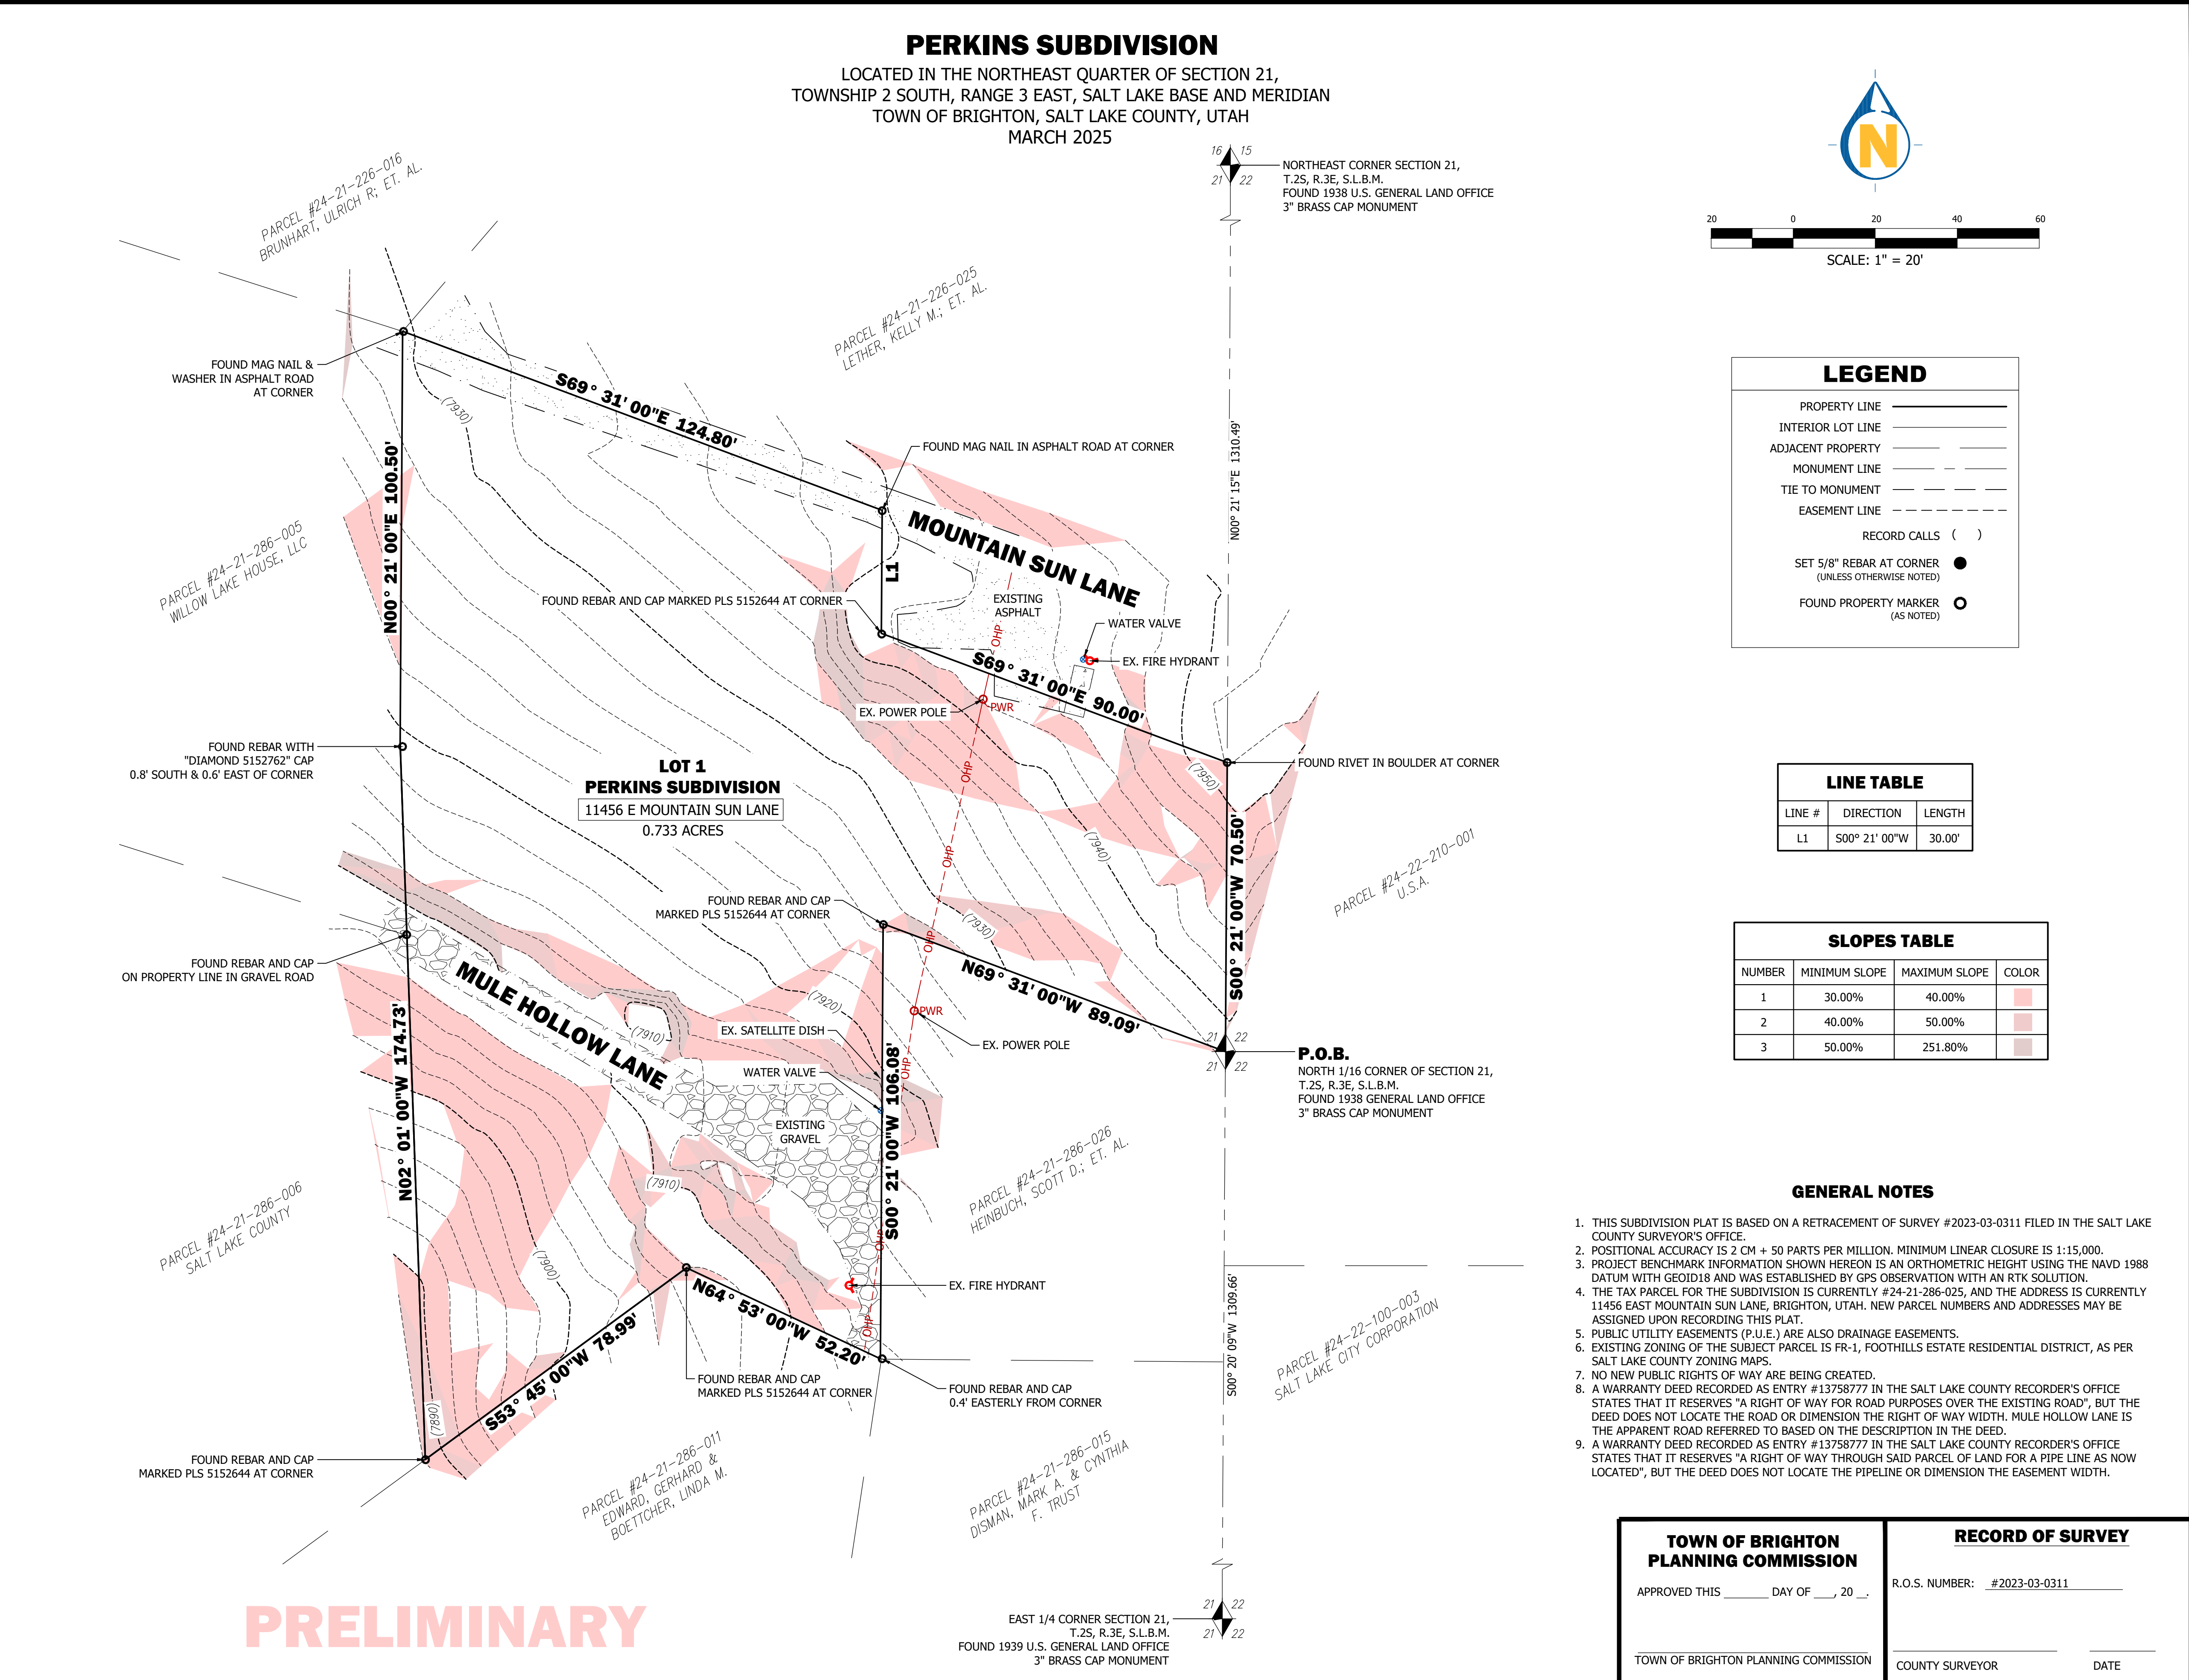 PERKINS SUBDIVISION
LOCATED IN THE NORTHEAST QUARTER OF SECTION 21,
TOWNSHIP 2 SOUTH, RANGE 3 EAST, SALT LAKE BASE AND MERIDIAN
TOWN OF BRIGHTON, SALT LAKE COUNTY, UTAH
MARCH 2025
16 15
21 22
NORTHEAST CORNER SECTION 21,
T.2S, R.3E, S.L.B.M.
FOUND 1938 U.S. GENERAL LAND OFFICE
3" BRASS CAP MONUMENT
N
20 0 20 40 60
SCALE: 1" = 20'
PARCEL #24-21-226-016
BRUNHART, ULRICH R; ET. AL.
PARCEL #24-21-226-025
LETHER, KELLY M.; ET. AL.
FOUND MAG NAIL &
WASHER IN ASPHALT ROAD
AT CORNER
S69° 31' 00"E 124.80'
(7930)
N00° 21' 00"E 100.50'
FOUND MAG NAIL IN ASPHALT ROAD AT CORNER
N00° 21' 15"E 1310.49'
MOUNTAIN SUN LANE
L1
PARCEL #24-21-286-005
WILLOW LAKE HOUSE, LLC
FOUND REBAR AND CAP MARKED PLS 5152644 AT CORNER
EXISTING
ASPHALT
OHP
WATER VALVE
EX. FIRE HYDRANT
S69° 31' 00"E 90.00'
EX. POWER POLE
PWR
FOUND REBAR WITH
"DIAMOND 5152762" CAP
0.8' SOUTH & 0.6' EAST OF CORNER
LOT 1
PERKINS SUBDIVISION
11456 E MOUNTAIN SUN LANE
0.733 ACRES
OHP
FOUND RIVET IN BOULDER AT CORNER
(7950)
(7940)
OHP
S00° 21' 00"W 70.50'
PARCEL #24-22-210-001
U.S.A.
FOUND REBAR AND CAP
MARKED PLS 5152644 AT CORNER
(7930)
OHP
N69° 31' 00"W 89.09'
FOUND REBAR AND CAP
ON PROPERTY LINE IN GRAVEL ROAD
MULE HOLLOW LANE
(7920)
(7910)
PWR
EX. SATELLITE DISH
EX. POWER POLE
OHP
WATER VALVE
21 22
21 22
P.O.B.
NORTH 1/16 CORNER OF SECTION 21,
T.2S, R.3E, S.L.B.M.
FOUND 1938 GENERAL LAND OFFICE
3" BRASS CAP MONUMENT
N02° 01' 00"W 174.73'
S00° 21' 00"W 106.08'
EXISTING
GRAVEL
(7910)
PARCEL #24-21-286-026
HEINBUCH, SCOTT D.; ET. AL.
PARCEL #24-21-286-006
SALT LAKE COUNTY
(7900)
OHP
EX. FIRE HYDRANT
N64° 53' 00"W 52.20'
OHP
S53° 45' 00"W 78.99'
(7890)
FOUND REBAR AND CAP
MARKED PLS 5152644 AT CORNER
FOUND REBAR AND CAP
0.4' EASTERLY FROM CORNER
S00° 20' 09"W 1309.66'
PARCEL #24-22-100-003
SALT LAKE CITY CORPORATION
FOUND REBAR AND CAP
MARKED PLS 5152644 AT CORNER
PARCEL #24-21-286-011
EDWARD, GERHARD &
BOETTCHER, LINDA M.
PARCEL #24-21-286-015
DISMAN, MARK A. & CYNTHIA
F. TRUST
PRELIMINARY
21 22
21 22
EAST 1/4 CORNER SECTION 21,
T.2S, R.3E, S.L.B.M.
FOUND 1939 U.S. GENERAL LAND OFFICE
3" BRASS CAP MONUMENT
LEGEND
PROPERTY LINE
INTERIOR LOT LINE
ADJACENT PROPERTY
MONUMENT LINE
TIE TO MONUMENT
EASEMENT LINE
RECORD CALLS ( )
SET 5/8" REBAR AT CORNER
(UNLESS OTHERWISE NOTED)
FOUND PROPERTY MARKER
(AS NOTED)
LINE TABLE
LINE # DIRECTION LENGTH
L1 S00° 21' 00"W 30.00'
SLOPES TABLE
NUMBER MINIMUM SLOPE MAXIMUM SLOPE COLOR
1 30.00% 40.00%
2 40.00% 50.00%
3 50.00% 251.80%
GENERAL NOTES
1. THIS SUBDIVISION PLAT IS BASED ON A RETRACEMENT OF SURVEY #2023-03-0311 FILED IN THE SALT LAKE
COUNTY SURVEYOR'S OFFICE.
2. POSITIONAL ACCURACY IS 2 CM + 50 PARTS PER MILLION. MINIMUM LINEAR CLOSURE IS 1:15,000.
3. PROJECT BENCHMARK INFORMATION SHOWN HEREON IS AN ORTHOMETRIC HEIGHT USING THE NAVD 1988
DATUM WITH GEOID18 AND WAS ESTABLISHED BY GPS OBSERVATION WITH AN RTK SOLUTION.
4. THE TAX PARCEL FOR THE SUBDIVISION IS CURRENTLY #24-21-286-025, AND THE ADDRESS IS CURRENTLY
11456 EAST MOUNTAIN SUN LANE, BRIGHTON, UTAH. NEW PARCEL NUMBERS AND ADDRESSES MAY BE
ASSIGNED UPON RECORDING THIS PLAT.
5. PUBLIC UTILITY EASEMENTS (P.U.E.) ARE ALSO DRAINAGE EASEMENTS.
6. EXISTING ZONING OF THE SUBJECT PARCEL IS FR-1, FOOTHILLS ESTATE RESIDENTIAL DISTRICT, AS PER
SALT LAKE COUNTY ZONING MAPS.
7. NO NEW PUBLIC RIGHTS OF WAY ARE BEING CREATED.
8. A WARRANTY DEED RECORDED AS ENTRY #13758777 IN THE SALT LAKE COUNTY RECORDER'S OFFICE
STATES THAT IT RESERVES "A RIGHT OF WAY FOR ROAD PURPOSES OVER THE EXISTING ROAD", BUT THE
DEED DOES NOT LOCATE THE ROAD OR DIMENSION THE RIGHT OF WAY WIDTH. MULE HOLLOW LANE IS
THE APPARENT ROAD REFERRED TO BASED ON THE DESCRIPTION IN THE DEED.
9. A WARRANTY DEED RECORDED AS ENTRY #13758777 IN THE SALT LAKE COUNTY RECORDER'S OFFICE
STATES THAT IT RESERVES "A RIGHT OF WAY THROUGH SAID PARCEL OF LAND FOR A PIPE LINE AS NOW
LOCATED", BUT THE DEED DOES NOT LOCATE THE PIPELINE OR DIMENSION THE EASEMENT WIDTH.
TOWN OF BRIGHTON
PLANNING COMMISSION
APPROVED THIS ______ DAY OF ___, 20 __.
TOWN OF BRIGHTON PLANNING COMMISSION
RECORD OF SURVEY
R.O.S. NUMBER: #2023-03-0311
COUNTY SURVEYOR DATE